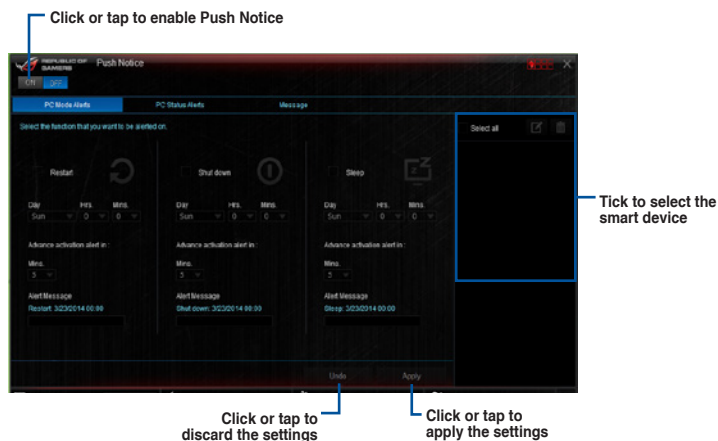 Click or tap to enable Push Notice
REPUBLIC OF GAMERS
Push Notice
ON OFF
PC Mode Alerts PC Status Alerts Message
Select the function that you want to be alerted on.
Select all
Restart Shut down Sleep
Day Hrs. Mins. Day Hrs. Mins. Day Hrs. Mins.
Sun 0 0 Sun 0 0 Sun 0 0
Advance activation alert in : Advance activation alert in : Advance activation alert in :
Mins. Mins. Mins.
5 5 5
Alert Message Alert Message Alert Message
Restart: 3/23/2014 00:00 Shut down: 3/23/2014 00:00 Sleep: 3/23/2014 00:00
Undo Apply
Tick to select the
smart device
Click or tap to
discard the settings
Click or tap to
apply the settings